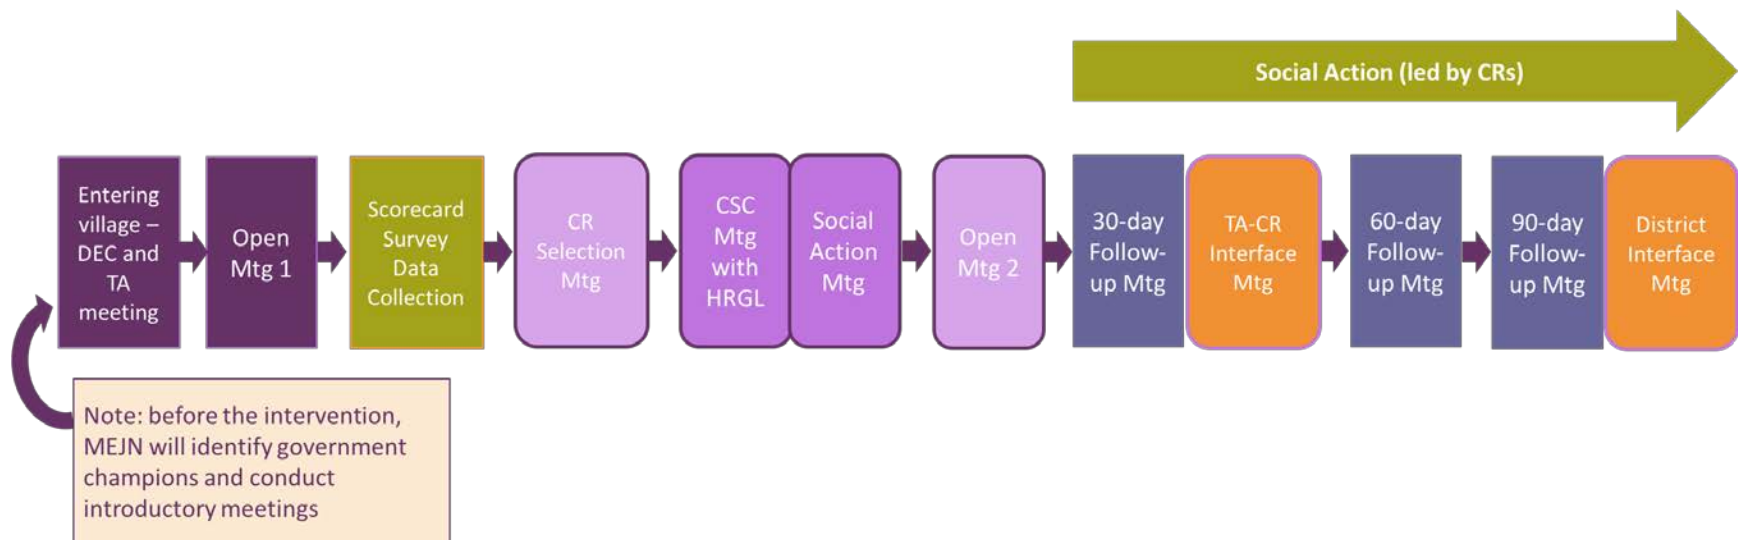 Social Action (led by CRs)
Entering
village –
DEC and
TA
meeting
Open
Mtg 1
Scorecard
Survey
Data
Collection
CR
Selection
Mtg
CSC
Mtg
with
HRGL
Social
Action
Mtg
Open
Mtg 2
30-day
Follow-
up Mtg
TA-CR
Interface
Mtg
60-day
Follow-
up Mtg
90-day
Follow-
up Mtg
District
Interface
Mtg
Note: before the intervention,
MEJN will identify government
champions and conduct
introductory meetings